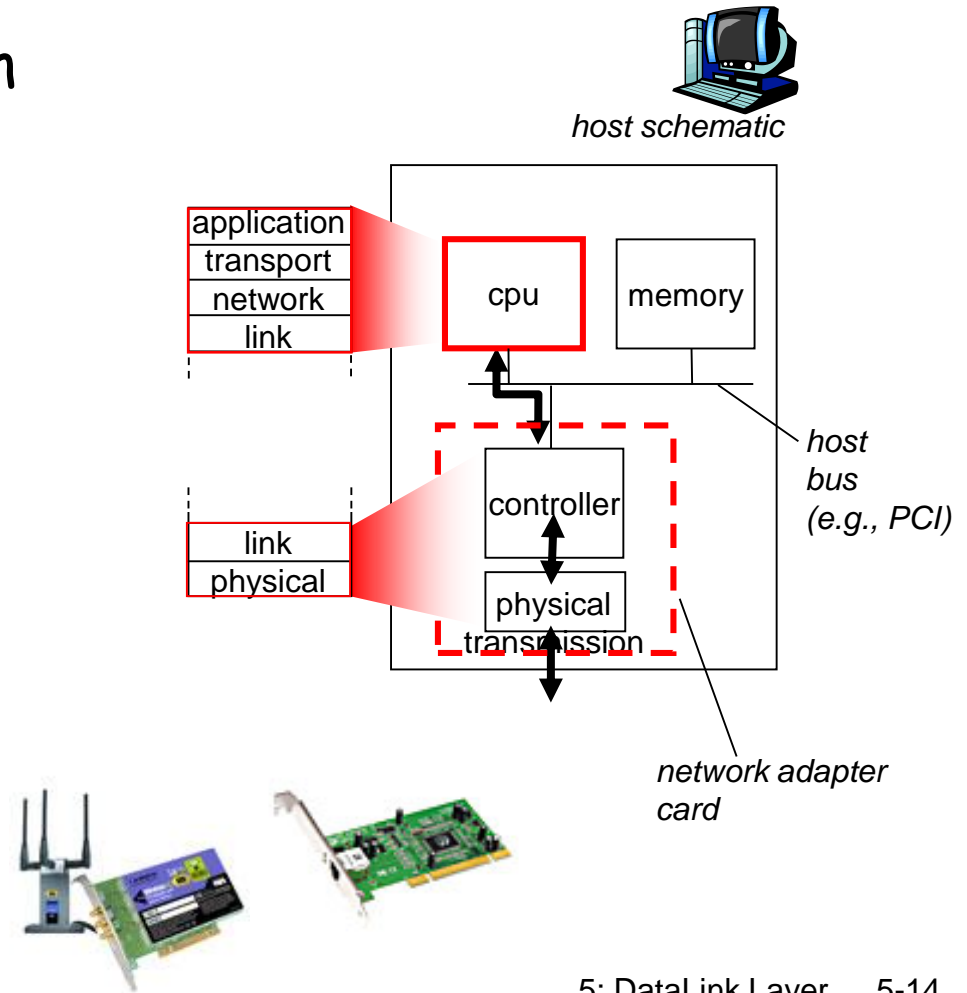 n
host schematic
application
transport
network
link
cpu
memory
host
bus
(e.g., PCI)
controller
link
physical
physical
transmission
network adapter
card
5: DataLink Layer 5-14